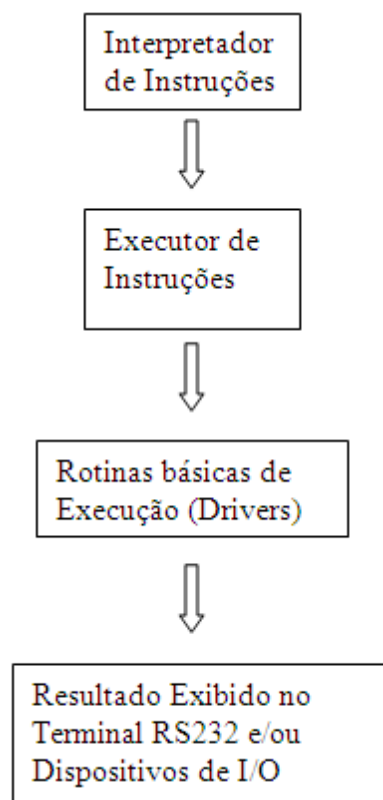 Interpretador
de Instruções
Executor de
Instruções
Rotinas básicas de
Execução (Drivers)
Resultado Exibido no
Terminal RS232 e/ou
Dispositivos de I/O